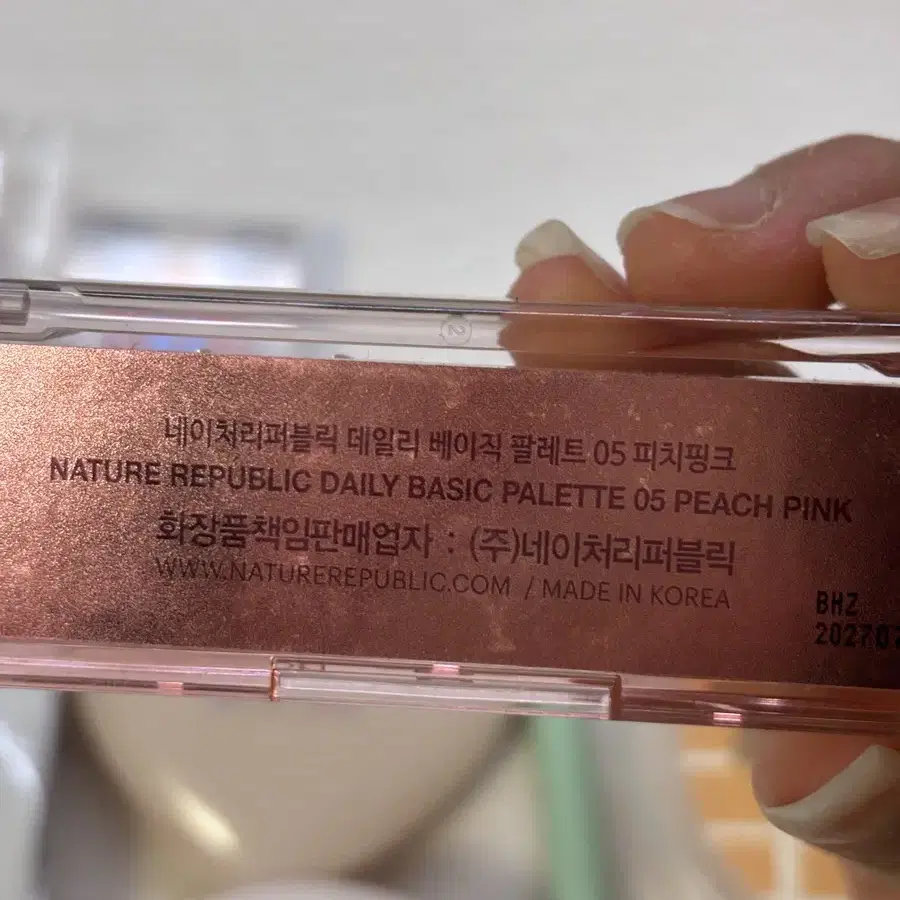 네이처리퍼블릭 데일리 베이직 팔레트 05 피치핑크
NATURE REPUBLIC DAILY BASIC PALETTE 05 PEACH PINK
화장품책임판매업자 : (주)네이처리퍼블릭
WWW.NATUREREPUBLIC.COM / MADE IN KOREA
BHZ